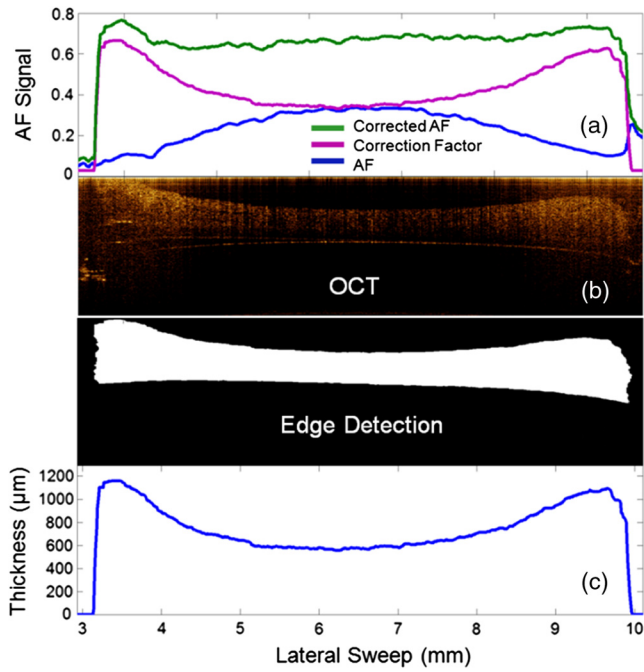 0.8
0.6
0.4
0.2
0
AF Signal
Corrected AF
Correction Factor
AF
(a)
OCT
(b)
Edge Detection
1200
1000
800
600
400
200
0
Thickness (µm)
(c)
3 4 5 6 7 8 9 10
Lateral Sweep (mm)